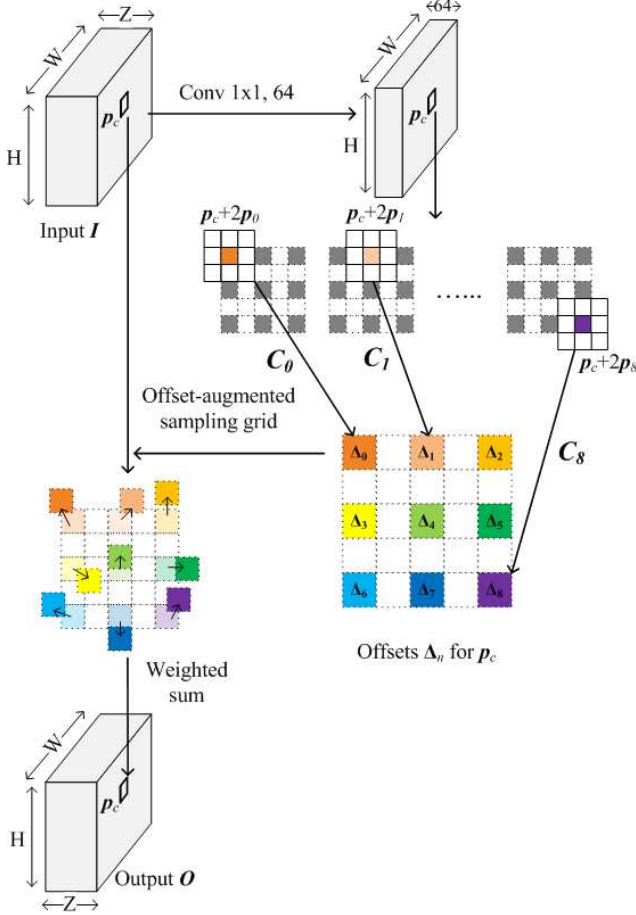 Z
64
W
W
p_c
Conv 1x1, 64
p_c
H
H
Input I
p_c+2p_0
p_c+2p_1
…...
C_0
C_1
p_c+2p_8
Offset-augmented
sampling grid
C_8
Δ_0 Δ_1 Δ_2
Δ_3 Δ_4 Δ_5
Δ_6 Δ_7 Δ_8
Offsets Δ_n for p_c
Weighted
sum
W
p_c
H
Output O
Z